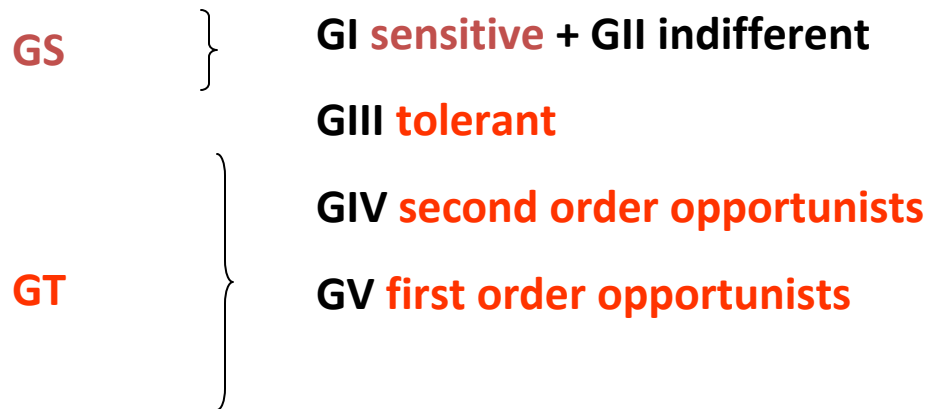 GS GI sensitive + GII indifferent
GIII tolerant
GIV second order opportunists
GT GV first order opportunists